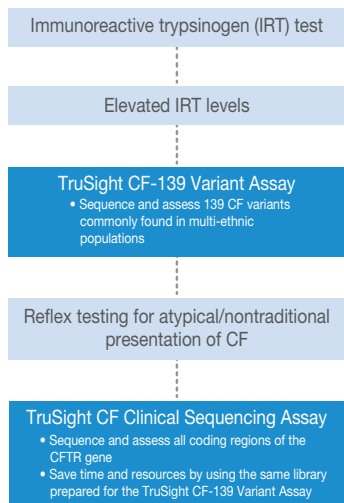 Immunoreactive trypsinogen (IRT) test
Elevated IRT levels
TruSight CF-139 Variant Assay
• Sequence and assess 139 CF variants
commonly found in multi-ethnic
populations
Reflex testing for atypical/nontraditional
presentation of CF
TruSight CF Clinical Sequencing Assay
• Sequence and assess all coding regions of the
CFTR gene
• Save time and resources by using the same library
prepared for the TruSight CF-139 Variant Assay